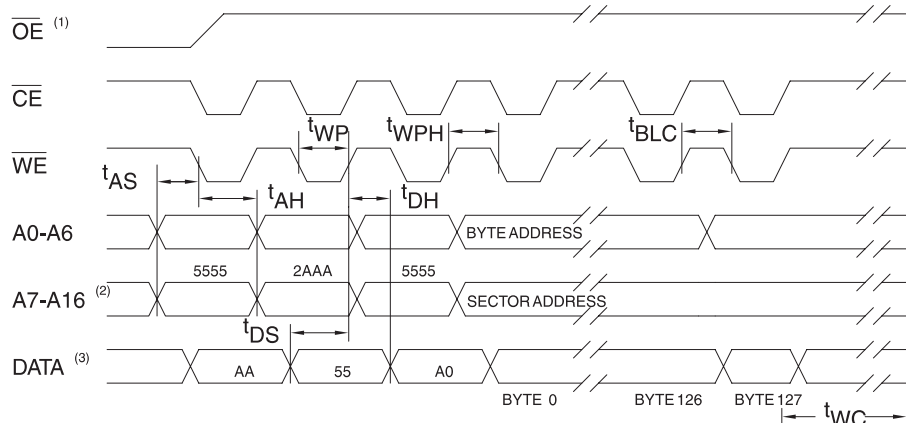 OE (1)
CE
tWP tWPH tBLC
WE
tAS tAH tDH
A0-A6 BYTE ADDRESS
5555 2AAA 5555
A7-A16 (2) SECTOR ADDRESS
tDS
DATA (3) AA 55 A0
BYTE 0 BYTE 126 BYTE 127
tWC